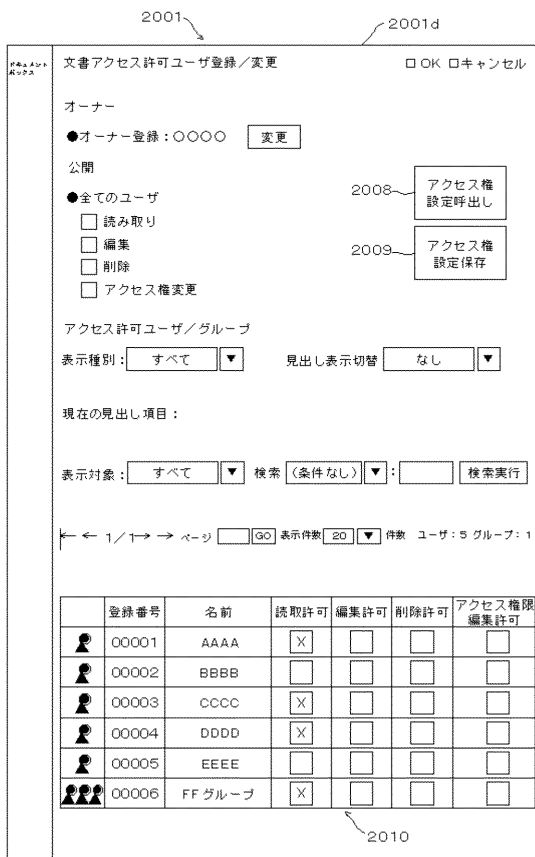 2001
2001d
ドキュメント
ボックス
文書アクセス許可ユーザ登録／変更 □OK □キャンセル
オーナー
●オーナー登録：○○○○ 変更
公開
●全てのユーザ
読み取り
編集
削除
アクセス権変更
2008
アクセス権
設定呼出し
2009
アクセス権
設定保存
アクセス許可ユーザ／グループ
表示種別： すべて ▼ 見出し表示切替 なし ▼
現在の見出し項目：
表示対象： すべて ▼ 検索 (条件なし) ▼： 検索実行
|← ← 1／1→ → ページ GO 表示件数 20 ▼ 件数 ユーザ：5 グループ：1
登録番号 名前 読取許可 編集許可 削除許可 アクセス権限
編集許可
00001 AAAA X
00002 BBBB
00003 CCCC X
00004 DDDD X
00005 EEEE
00006 FFグループ X
2010